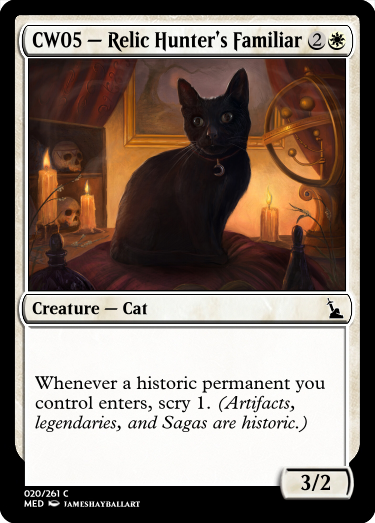 CW05 — Relic Hunter's Familiar 2
Creature — Cat
Whenever a historic permanent you
control enters, scry 1. (Artifacts,
legendaries, and Sagas are historic.)
3/2
020/261 C
MED JAMESHAYBALLART